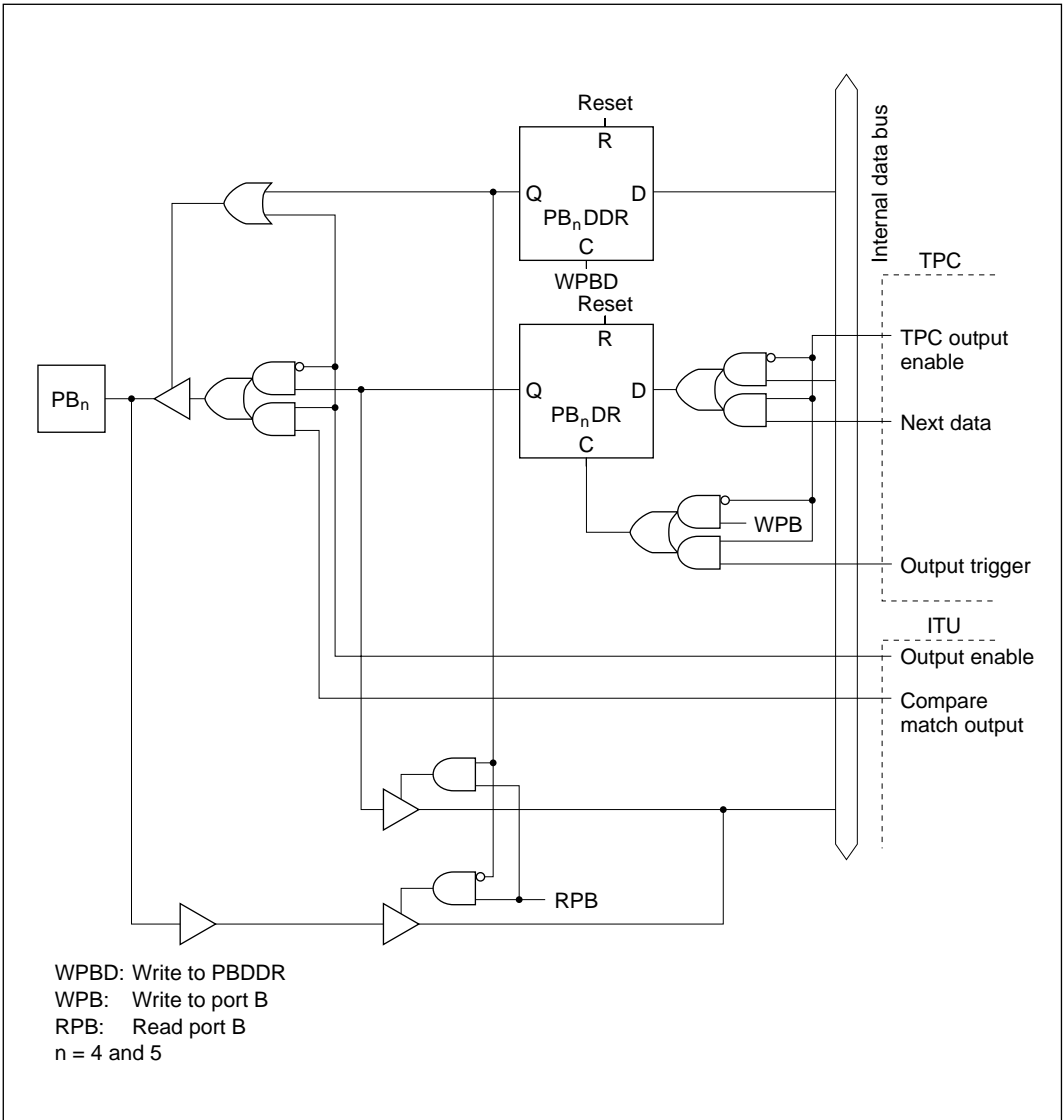 Reset
R
Q D
PBnDDR
C
WPBD
Internal data bus
TPC
Reset
R
TPC output
enable
PBn
Q D
PBnDR
C
Next data
WPB
Output trigger
ITU
Output enable
Compare
match output
RPB
WPBD: Write to PBDDR
WPB: Write to port B
RPB: Read port B
n = 4 and 5